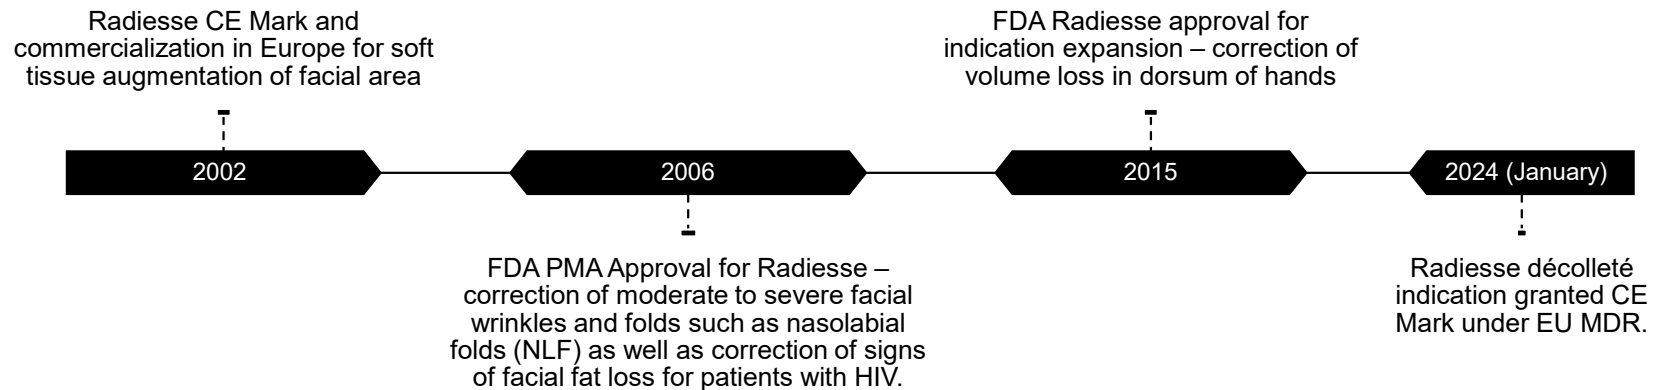 Radiesse CE Mark and
commercialization in Europe for soft
tissue augmentation of facial area
FDA Radiesse approval for
indication expansion – correction of
volume loss in dorsum of hands
2002
2006
2015
2024 (January)
FDA PMA Approval for Radiesse –
correction of moderate to severe facial
wrinkles and folds such as nasolabial
folds (NLF) as well as correction of signs
of facial fat loss for patients with HIV.
Radiesse décolleté
indication granted CE
Mark under EU MDR.